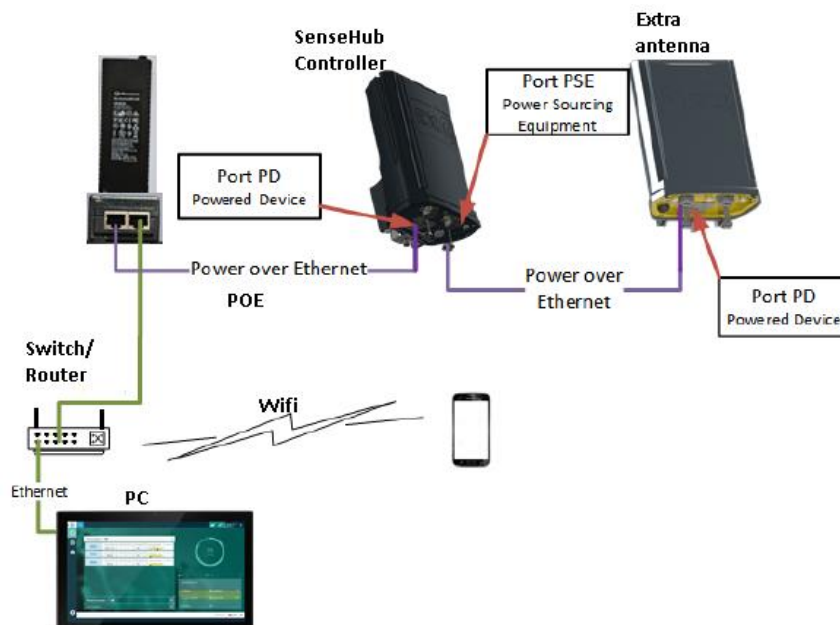 SenseHub
Controller
Extra
antenna
Port PSE
Power Sourcing
Equipment
Port PD
Powered Device
Power over Ethernet
POE
Power over
Ethernet
Port PD
Powered Device
Switch/
Router
Wifi
Ethernet
PC